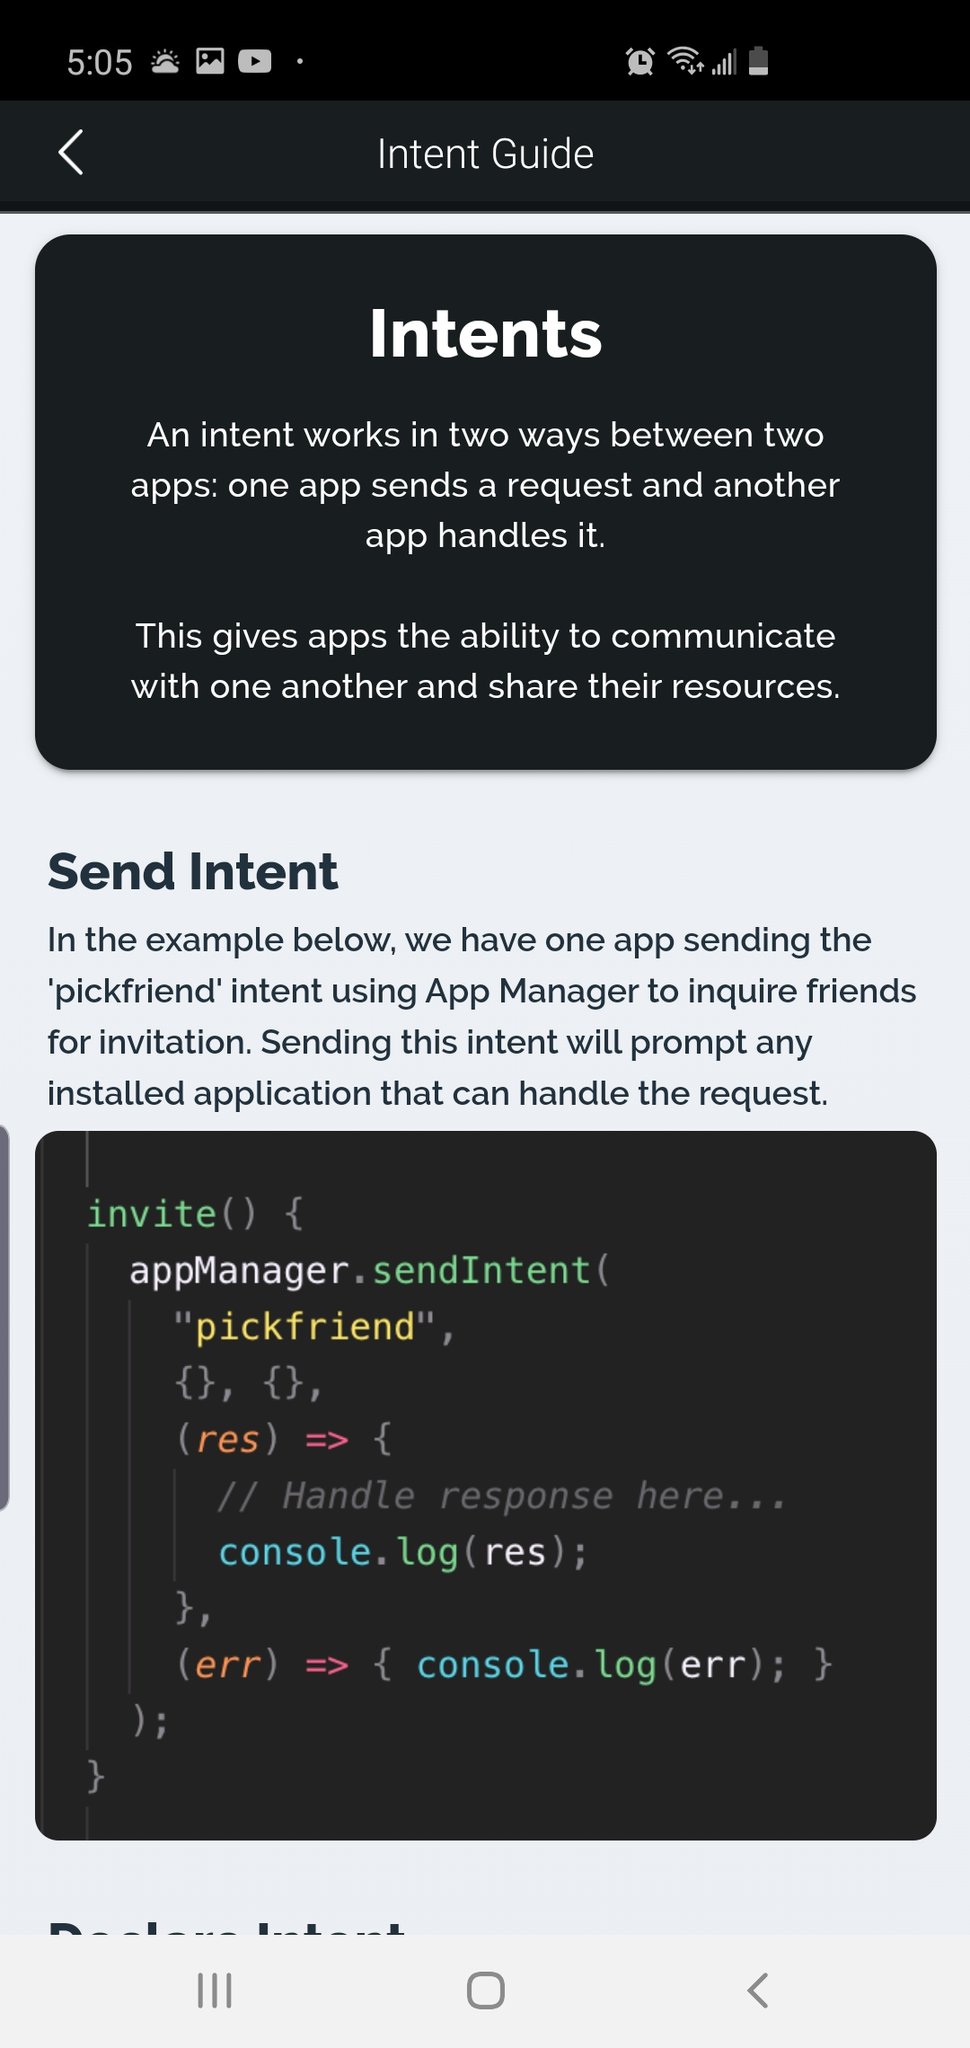 5:05
Intent Guide
Intents
An intent works in two ways between two
apps: one app sends a request and another
app handles it.
This gives apps the ability to communicate
with one another and share their resources.
Send Intent
In the example below, we have one app sending the
'pickfriend' intent using App Manager to inquire friends
for invitation. Sending this intent will prompt any
installed application that can handle the request.
invite() {
  appManager.sendIntent(
    "pickfriend",
    {}, {},
    (res) => {
      // Handle response here...
      console.log(res);
    },
    (err) => { console.log(err); }
  );
}
Declare Intent